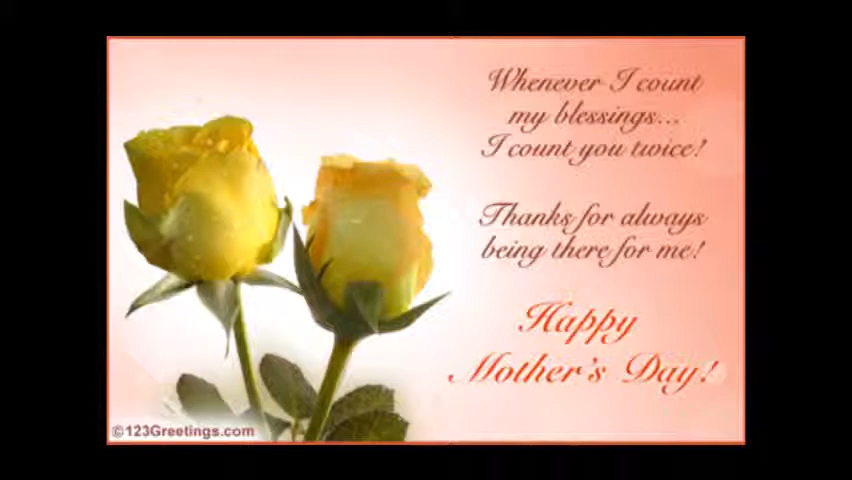 Whenever I count
my blessings...
I count you twice!
Thanks for always
being there for me!
Happy
Mother's Day!
©123Greetings.com